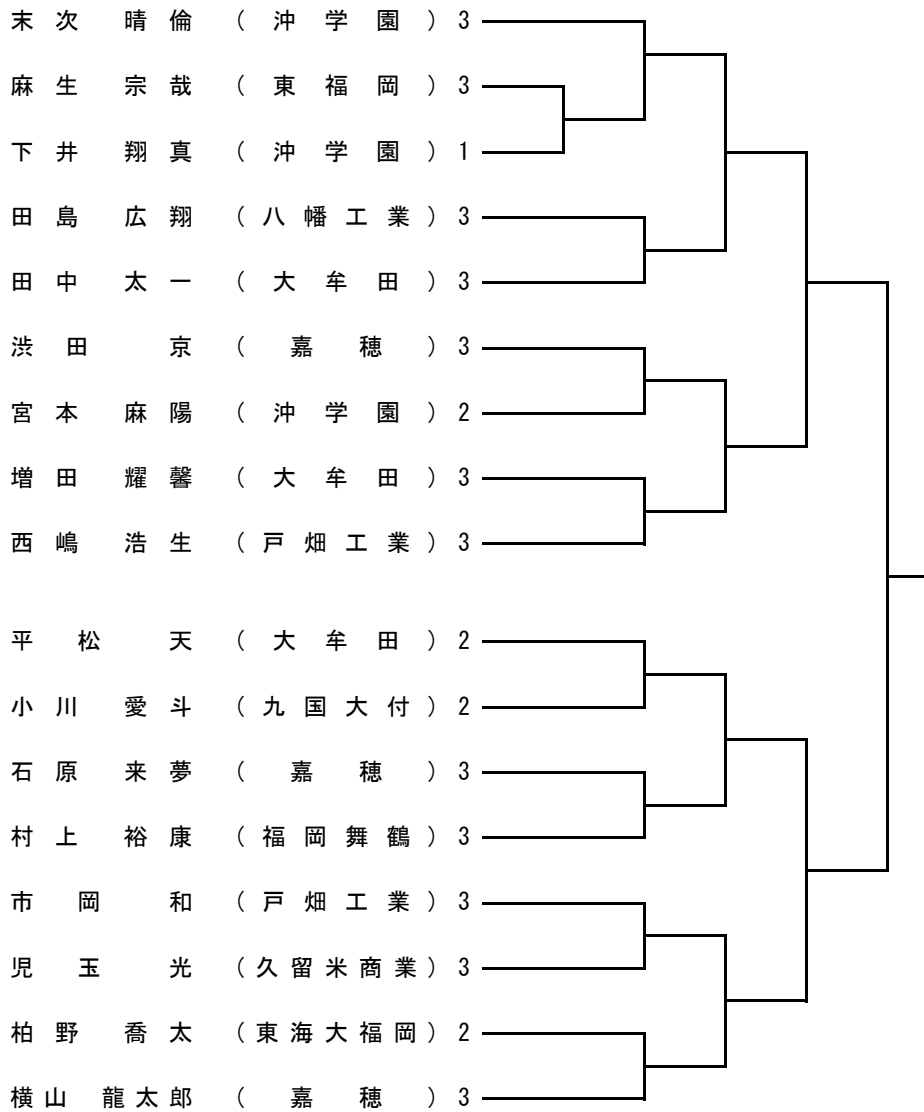 末次 晴倫 (沖学園) 3
麻生 宗哉 (東福岡) 3
下井 翔真 (沖学園) 1
田島 広翔 (八幡工業) 3
田中 太一 (大牟田) 3
渋田 京 (嘉穂) 3
宮本 麻陽 (沖学園) 2
増田 耀馨 (大牟田) 3
西嶋 浩生 (戸畑工業) 3
平松 天 (大牟田) 2
小川 愛斗 (九国大付) 2
石原 来夢 (嘉穂) 3
村上 裕康 (福岡舞鶴) 3
市岡 和 (戸畑工業) 3
児玉 光 (久留米商業) 3
柏野 喬太 (東海大福岡) 2
横山 龍太郎 (嘉穂) 3